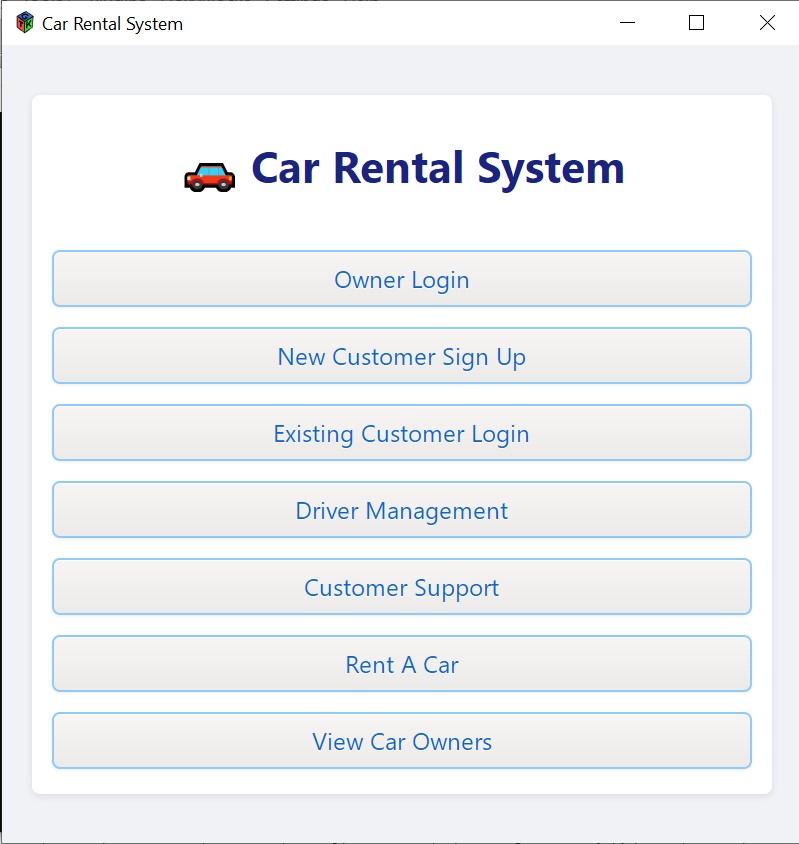 Car Rental System
Car Rental System
Owner Login
New Customer Sign Up
Existing Customer Login
Driver Management
Customer Support
Rent A Car
View Car Owners